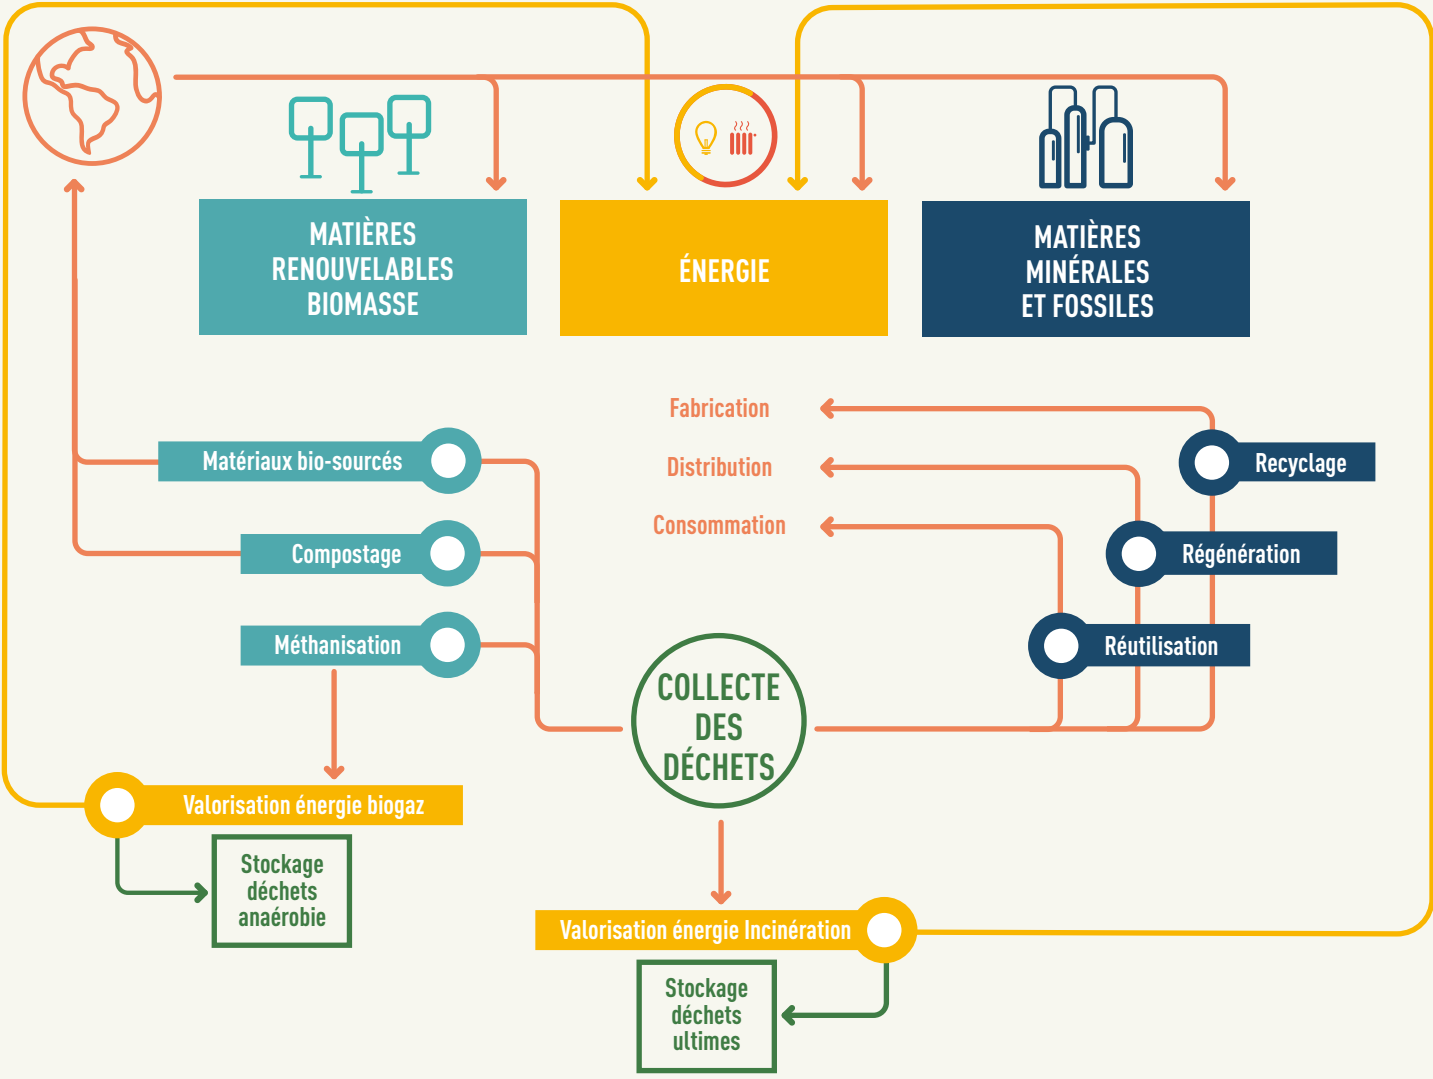 MATIÈRES
RENOUVELABLES
BIOMASSE
ÉNERGIE
MATIÈRES
MINÉRALES
ET FOSSILES
Fabrication
Distribution
Consommation
Matériaux bio-sourcés
Compostage
Méthanisation
Recyclage
Régénération
Réutilisation
COLLECTE
DES
DÉCHETS
Valorisation énergie biogaz
Stockage
déchets
anaérobie
Valorisation énergie Incinération
Stockage
déchets
ultimes